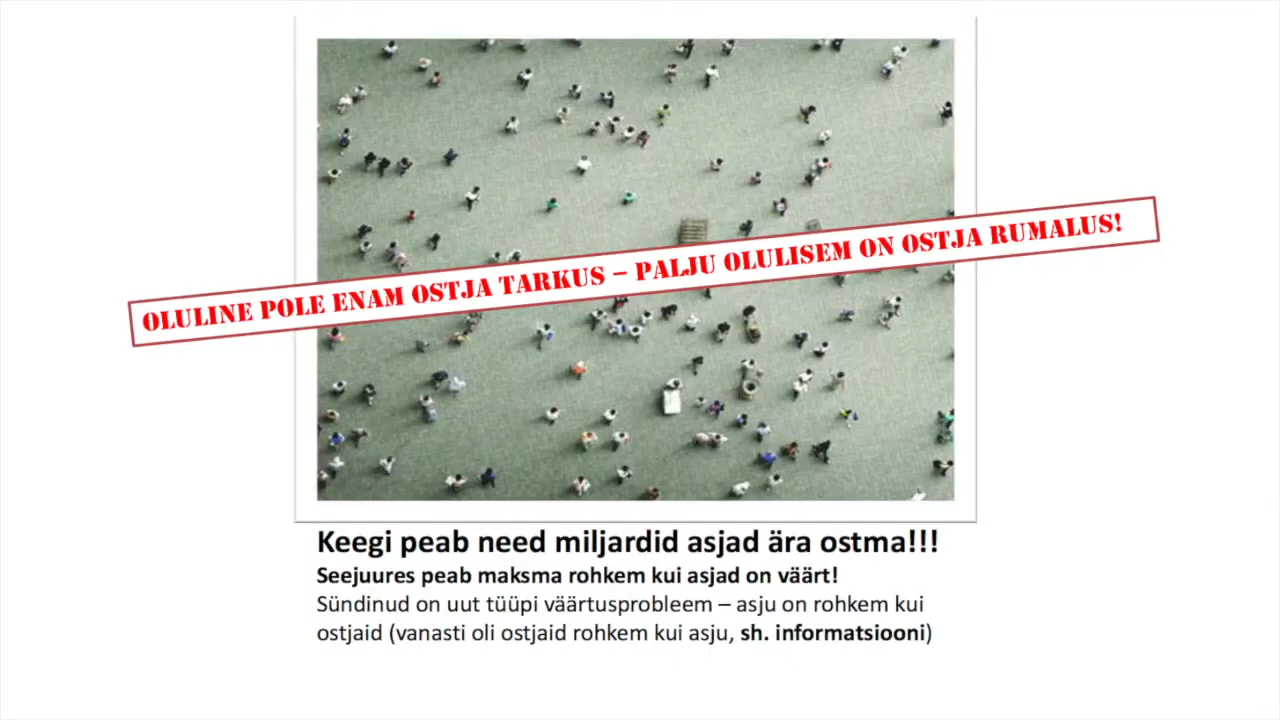 OLULINE POLE ENAM OSTJA TARKUS – PALJU OLULISEM ON OSTJA RUMALUS!
Keegi peab need miljardid asjad ära ostma!!!
Seejuures peab maksma rohkem kui asjad on väärt!
Sündinud on uut tüüpi väärtusprobleem – asju on rohkem kui
ostjaid (vanasti oli ostjaid rohkem kui asju, sh. informatsiooni)